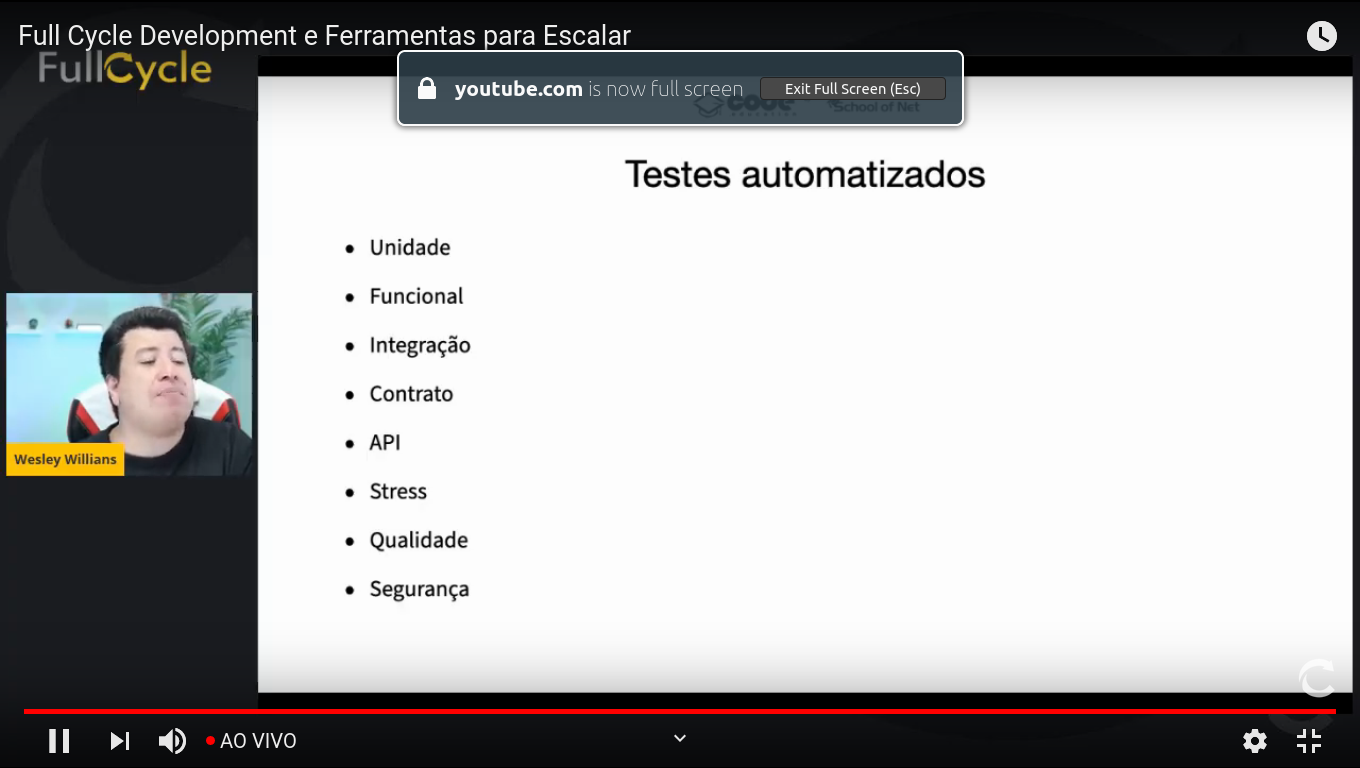 Full Cycle Development e Ferramentas para Escalar
FullCycle
youtube.com is now full screen
Exit Full Screen (Esc)
code
School of Net
Testes automatizados
• Unidade
• Funcional
• Integração
• Contrato
• API
• Stress
• Qualidade
• Segurança
Wesley Willians
AO VIVO